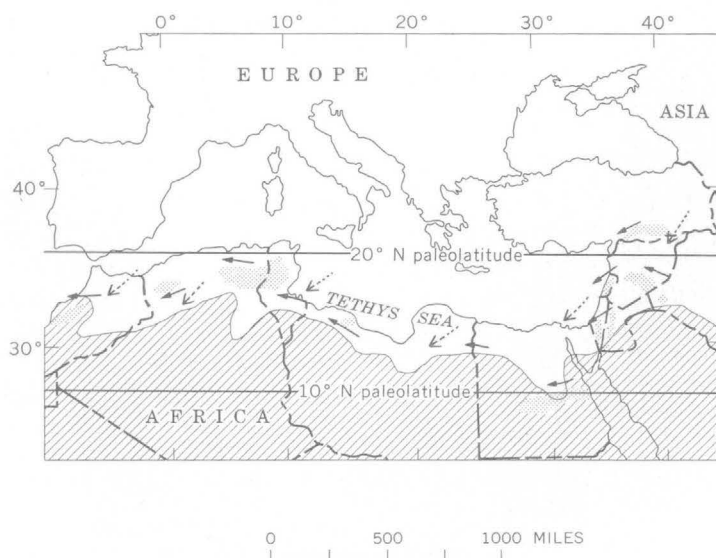 0° 10° 20° 30° 40°
EUROPE
ASIA
40°
20° N paleolatitude
TETHYS SEA
30°
10° N paleolatitude
AFRICA
0 500 1000 MILES